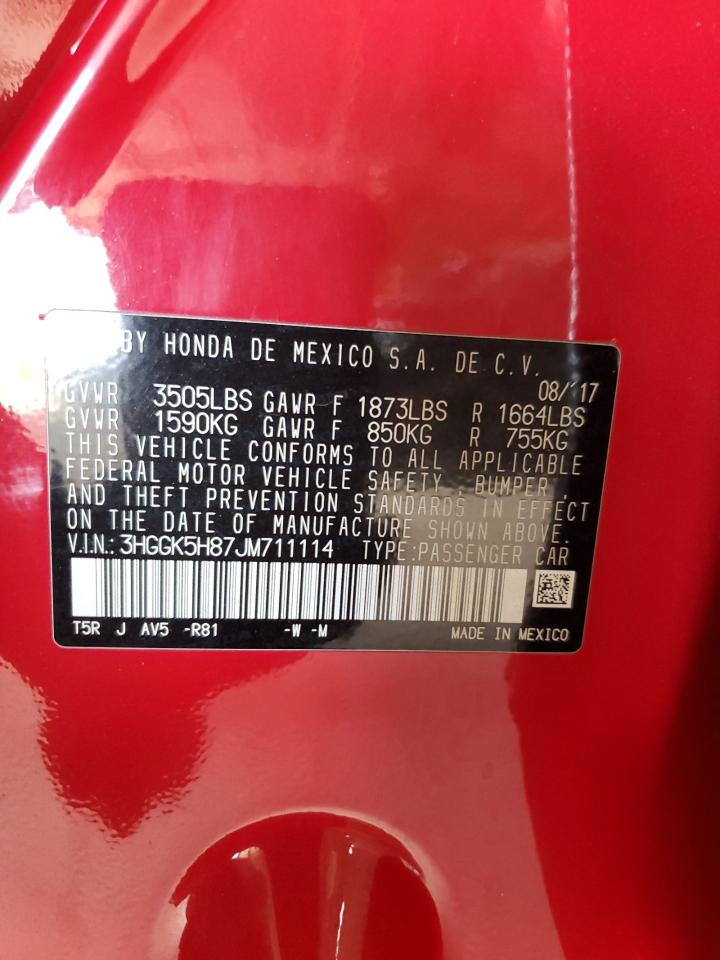 BY HONDA DE MEXICO S.A. DE C.V.
08/'17
GVWR 3505LBS GAWR F 1873LBS R 1664LBS
GVWR 1590KG GAWR F 850KG R 755KG
THIS VEHICLE CONFORMS TO ALL APPLICABLE
FEDERAL MOTOR VEHICLE SAFETY , BUMPER ,
AND THEFT PREVENTION STANDARDS IN EFFECT
ON THE DATE OF MANUFACTURE SHOWN ABOVE.
V.I.N.: 3HGGK5H87JM711114 TYPE:PASSENGER CAR
T5R J AV5 -R81 -W -M MADE IN MEXICO